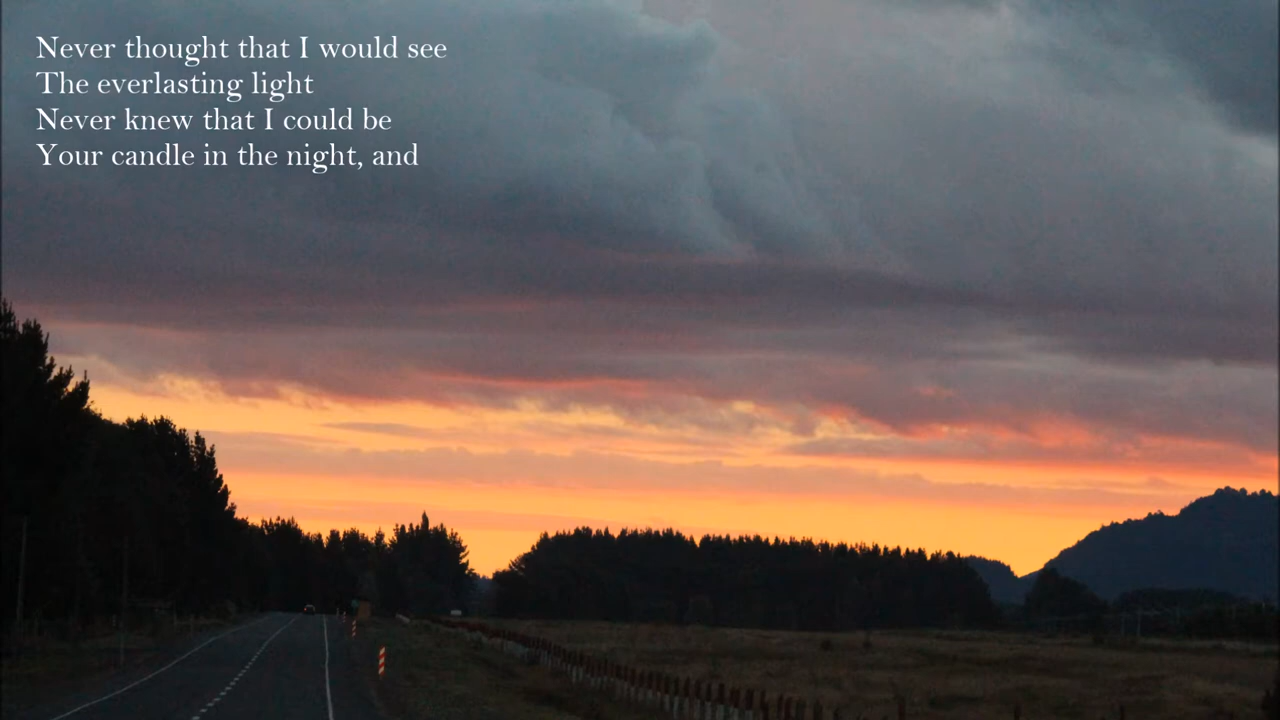 Never thought that I would see
The everlasting light
Never knew that I could be
Your candle in the night, and